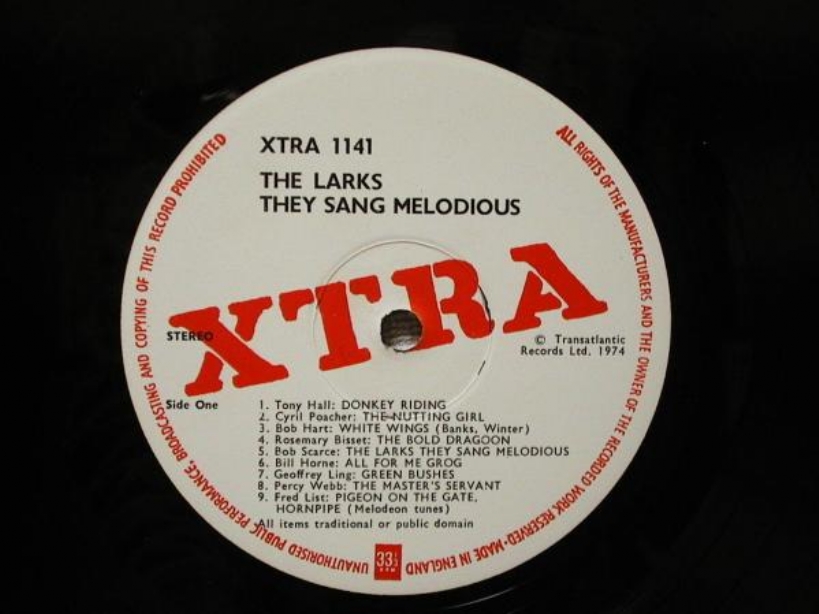 XTRA 1141
THE LARKS
THEY SANG MELODIOUS
XTRA
STEREO
© Transatlantic
Records Ltd. 1974
Side One
1. Tony Hall: DONKEY RIDING
2. Cyril Poacher: THE NUTTING GIRL
3. Bob Hart: WHITE WINGS (Banks, Winter)
4. Rosemary Bisset: THE BOLD DRAGOON
5. Bob Scarce: THE LARKS THEY SANG MELODIOUS
6. Bill Horne: ALL FOR ME GROG
7. Geoffrey Ling: GREEN BUSHES
8. Percy Webb: THE MASTER'S SERVANT
9. Fred List: PIGEON ON THE GATE,
HORNPIPE (Melodeon tunes)
All items traditional or public domain
33⅓
RPM
ALL RIGHTS OF THE MANUFACTURERS AND THE OWNER OF THE RECORDED WORK RESERVED·MADE IN ENGLAND
UNAUTHORISED PUBLIC PERFORMANCE, BROADCASTING AND COPYING OF THIS RECORD PROHIBITED